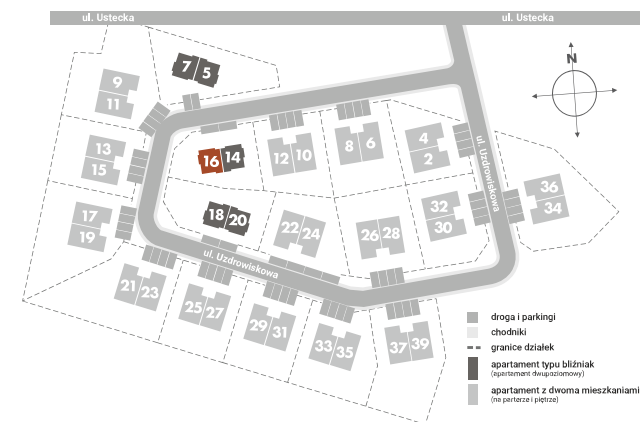 ul. Ustecka ul. Ustecka
7 5
N
9
11
16 14
12 10
8 6
4
2
13
15
ul. Uzdrowiskowa
36
34
17
19
18 20
22 24
26 28
32
30
ul. Uzdrowiskowa
21 23
25 27
29 31
33 35
37 39
droga i parkingi
chodniki
granice działek
apartament typu bliźniak
(apartament dwupoziomowy)
apartament z dwoma mieszkaniami
(na parterze i piętrze)